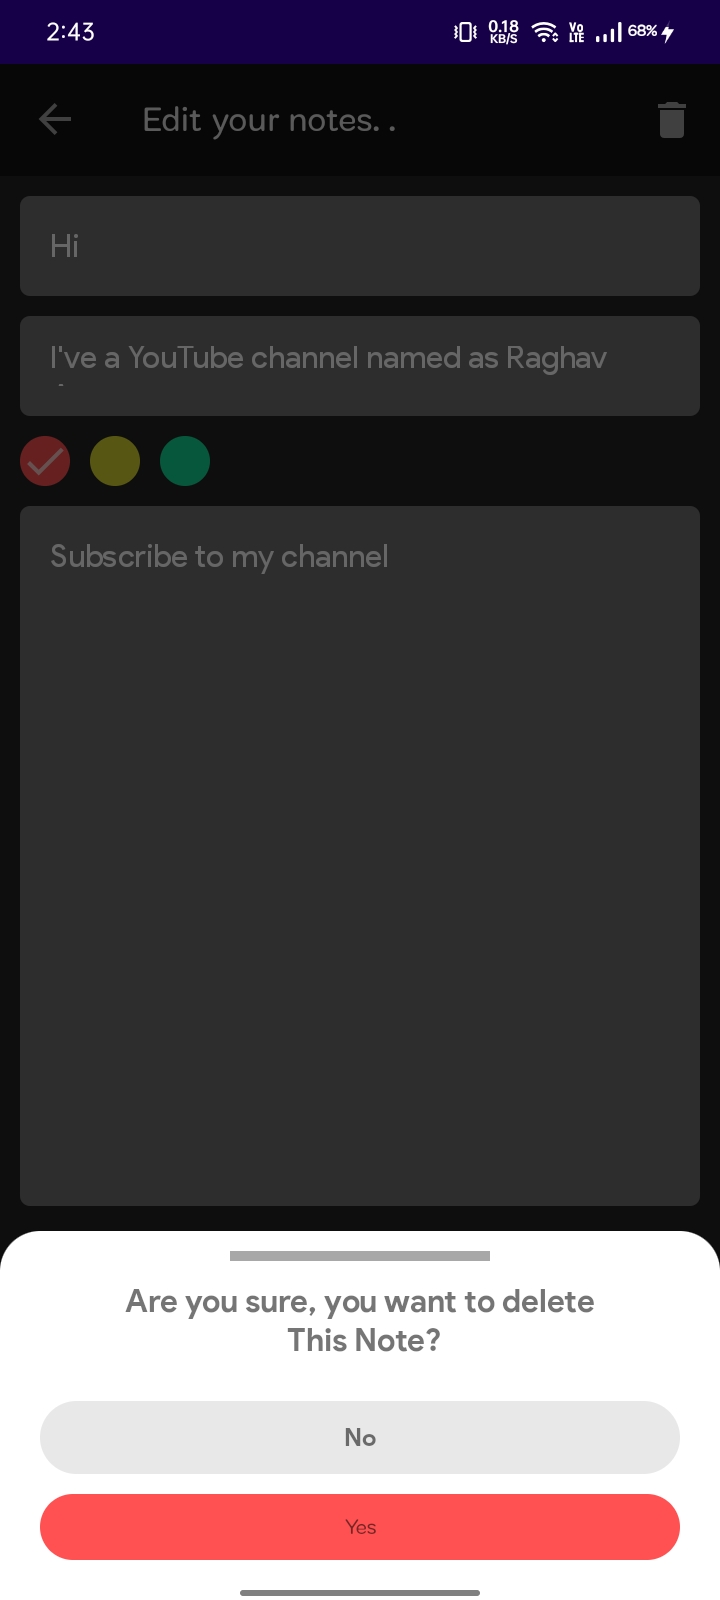 2:43
0.18
KB/S
Vo
LTE
68%
Edit your notes. .
Hi
I've a YouTube channel named as Raghav
Subscribe to my channel
Are you sure, you want to delete
This Note?
No
Yes